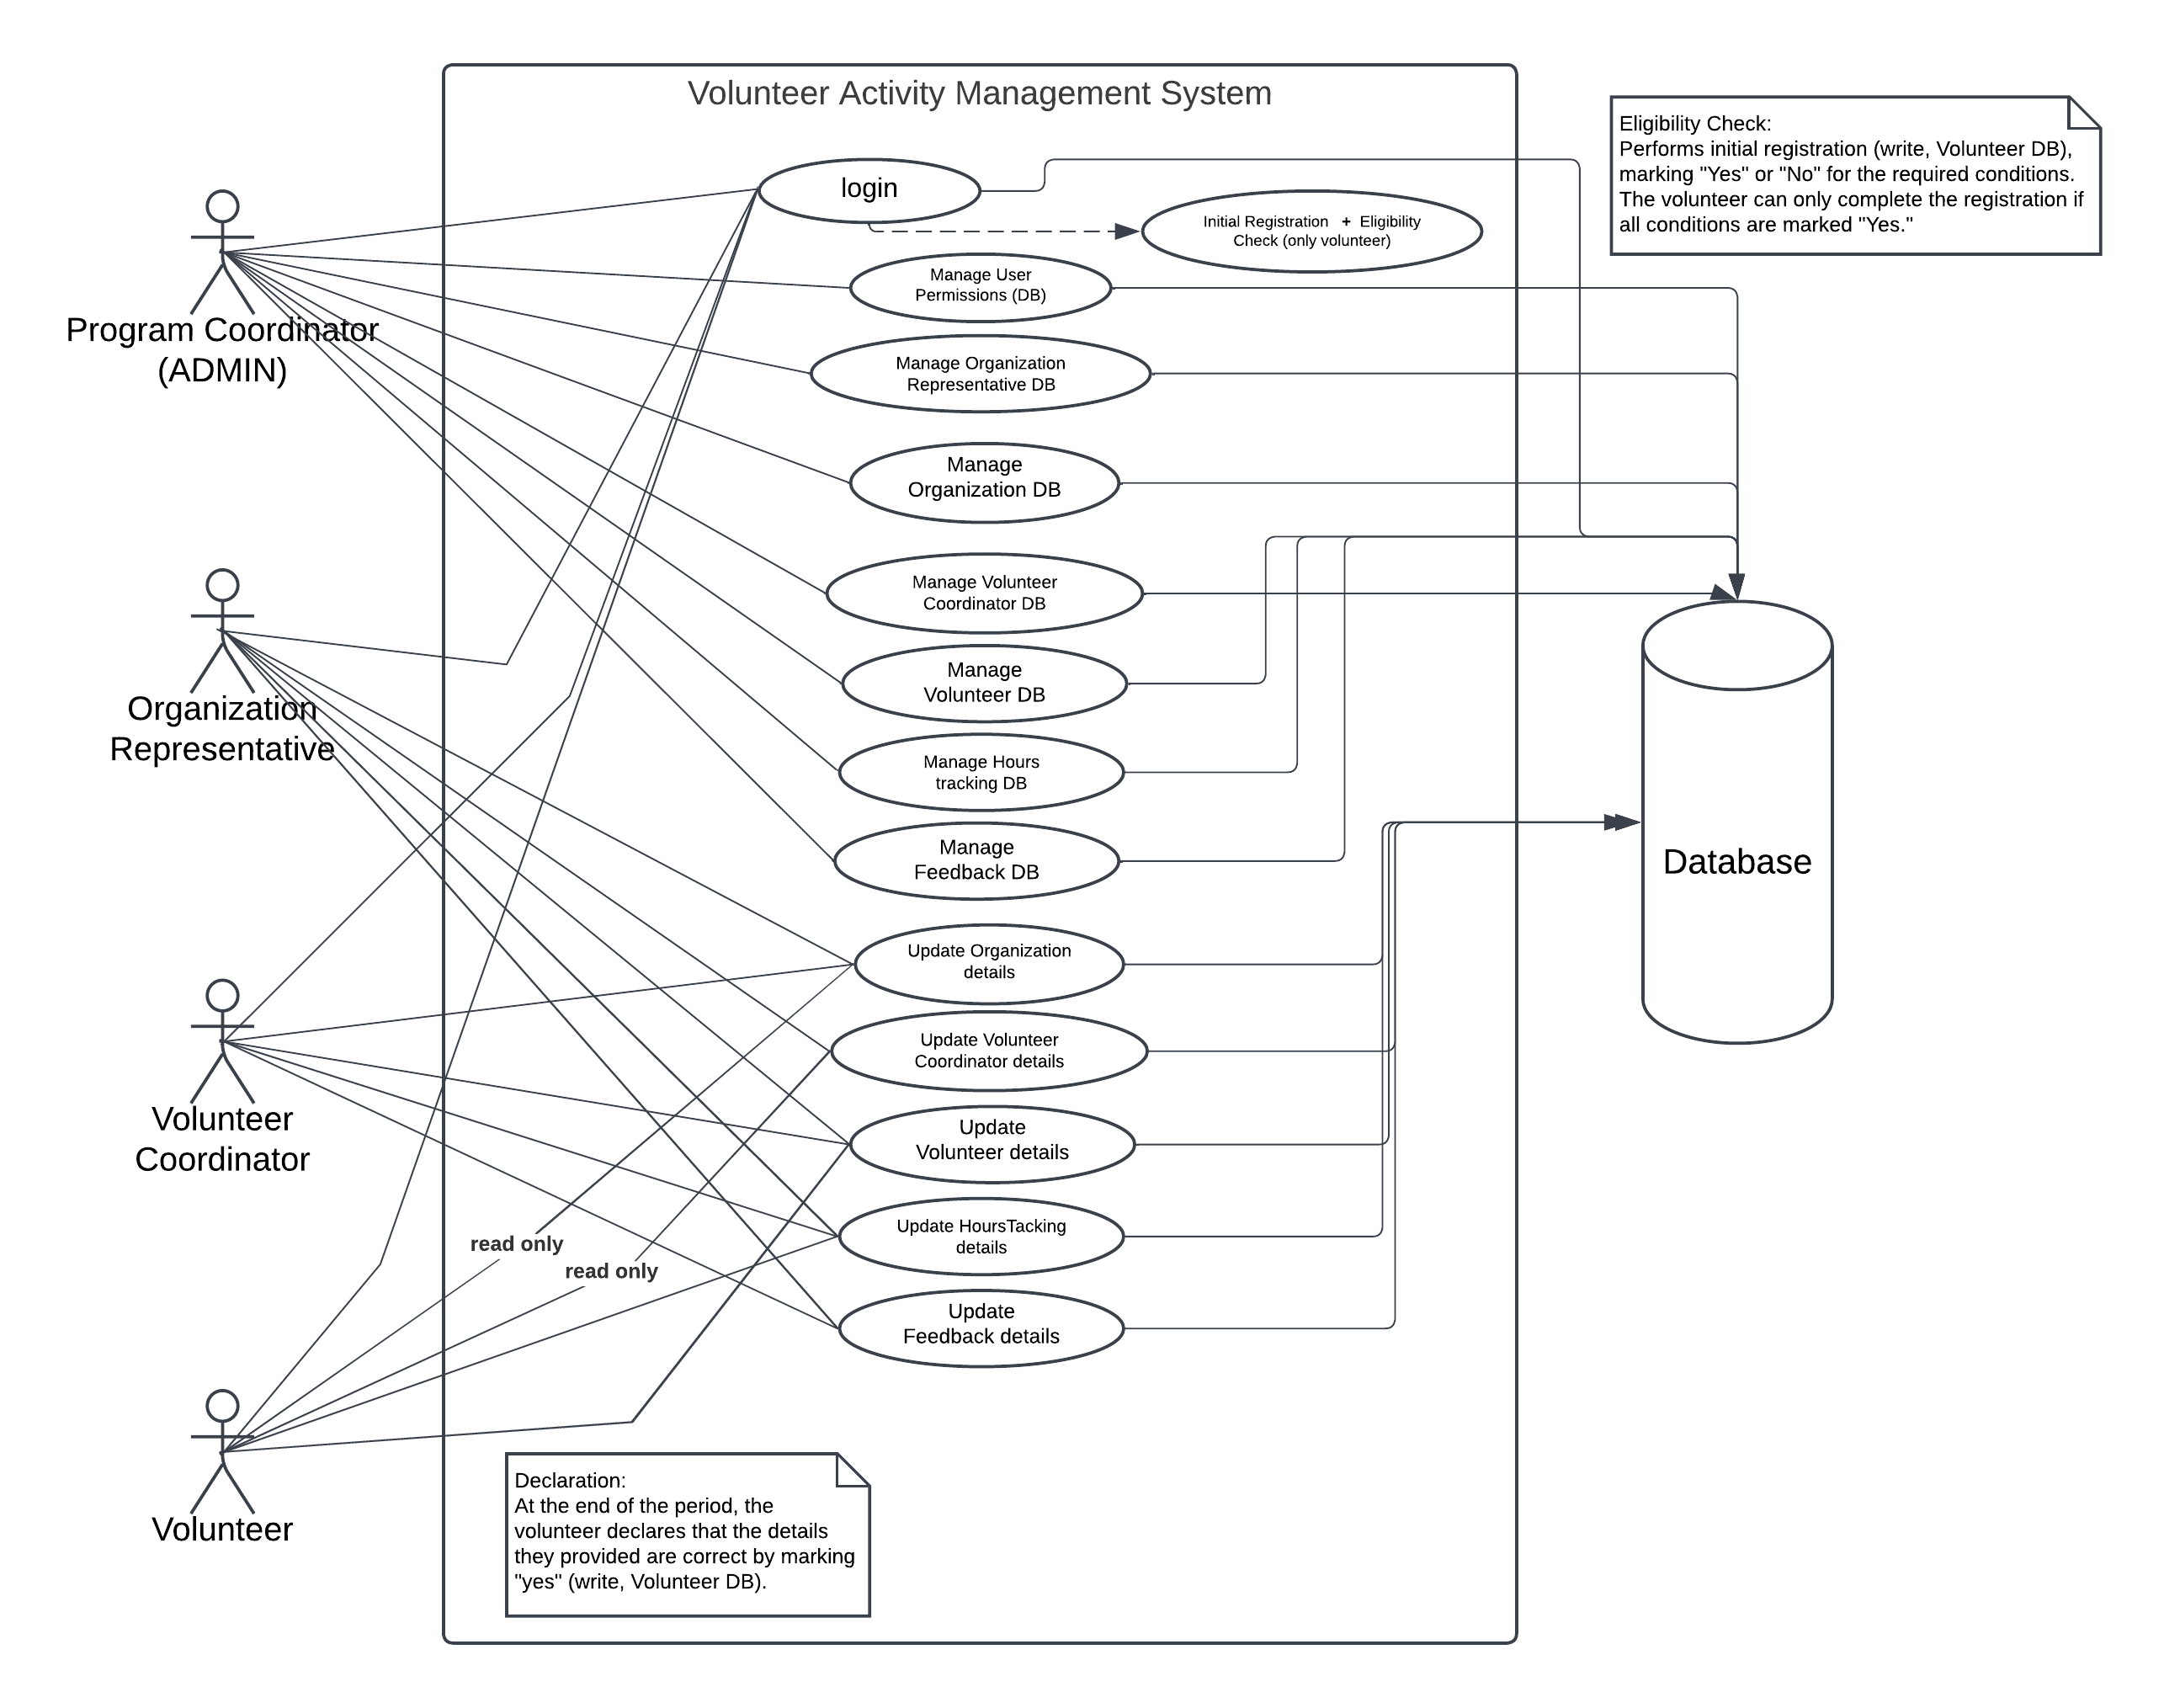 Volunteer Activity Management System
Eligibility Check:
Performs initial registration (write, Volunteer DB),
marking "Yes" or "No" for the required conditions.
The volunteer can only complete the registration if
all conditions are marked "Yes."
login
Initial Registration + Eligibility
Check (only volunteer)
Manage User
Permissions (DB)
Program Coordinator
(ADMIN)
Manage Organization
Representative DB
Manage
Organization DB
Manage Volunteer
Coordinator DB
Organization
Representative
Manage
Volunteer DB
Manage Hours
tracking DB
Manage
Feedback DB
Database
Update Organization
details
Update Volunteer
Coordinator details
Volunteer
Coordinator
Update
Volunteer details
Update HoursTacking
details
read only
read only
Update
Feedback details
Volunteer
Declaration:
At the end of the period, the
volunteer declares that the details
they provided are correct by marking
"yes" (write, Volunteer DB).